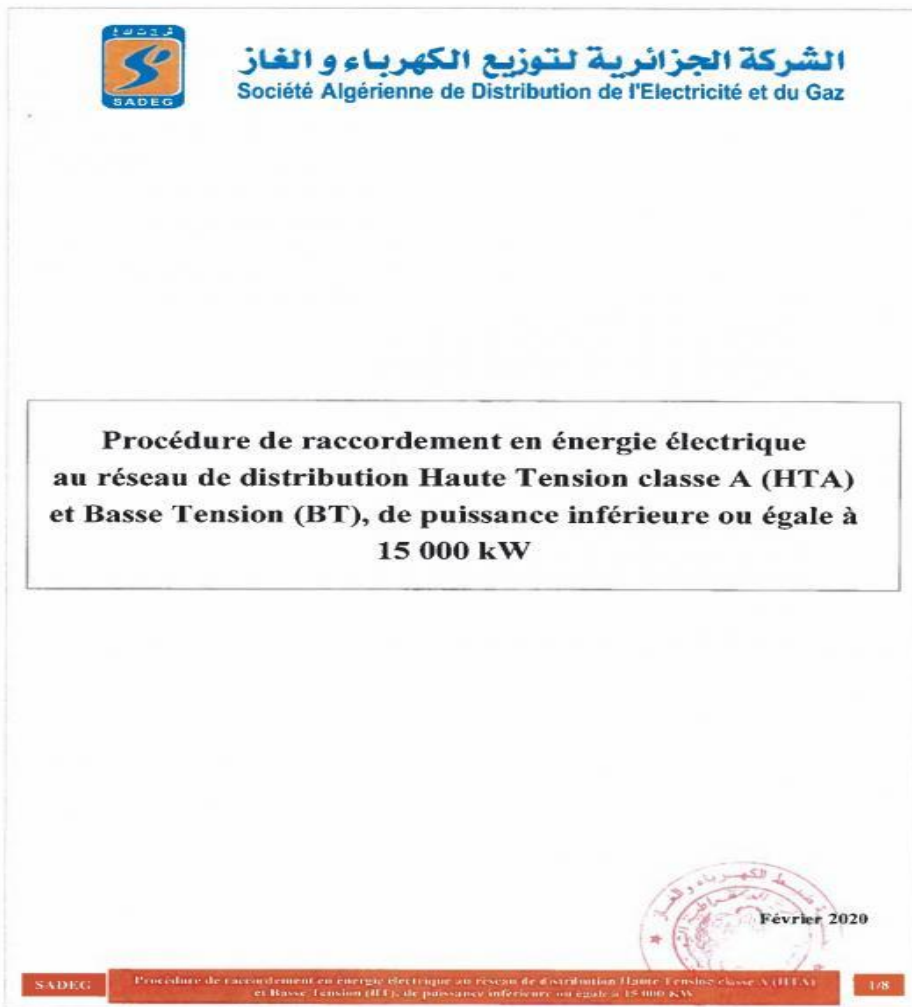 SADEG
الشركة الجزائرية لتوزيع الكهرباء و الغاز
Société Algérienne de Distribution de l'Electricité et du Gaz
Procédure de raccordement en énergie électrique
au réseau de distribution Haute Tension classe A (HTA)
et Basse Tension (BT), de puissance inférieure ou égale à
15 000 kW
ضبط الكهرباء و الغاز
Février 2020
SADEG
Procédure de raccordement en énergie électrique au réseau de distribution Haute Tension classe A (HTA)
et Basse Tension (BT), de puissance inférieure ou égale à 15 000 KW
1/8